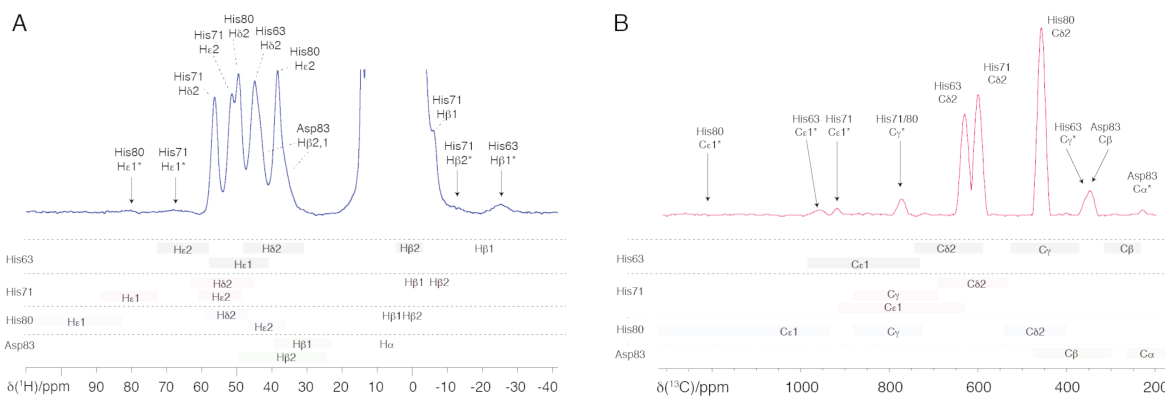 A
His80
Hδ2
His71
Hε2
His63
Hδ2
His80
Hε2
His71
Hδ2
His71
Hβ1
Asp83
Hβ2,1
His80
Hε1*
His71
Hε1*
His71
Hβ2*
His63
Hβ1*
His63
Hε2
Hδ2
Hβ2
Hβ1
Hε1
His71
Hδ2
Hβ1 Hβ2
Hε1
Hε2
His80
Hε1
Hδ2
Hβ1Hβ2
Hε2
Asp83
Hβ1
Hα
Hβ2
δ(¹H)/ppm 90 80 70 60 50 40 30 20 10 0 -10 -20 -30 -40
B
His80
Cδ2
His71
Cδ2
His63
Cδ2
His80
Cε1*
His63
Cε1*
His71
Cε1*
His71/80
Cγ*
His63
Cγ*
Asp83
Cβ
Asp83
Cα*
His63
Cδ2
Cγ
Cβ
Cε1
His71
Cδ2
Cγ
Cε1
His80
Cε1
Cγ
Cδ2
Asp83
Cβ
Cα
δ(¹³C)/ppm 1000 800 600 400 200